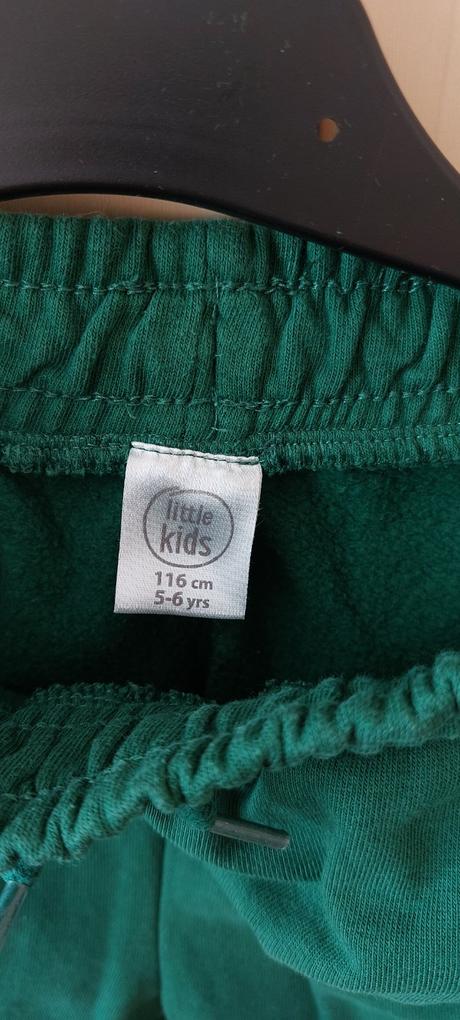 little
kids
116 cm
5-6 yrs